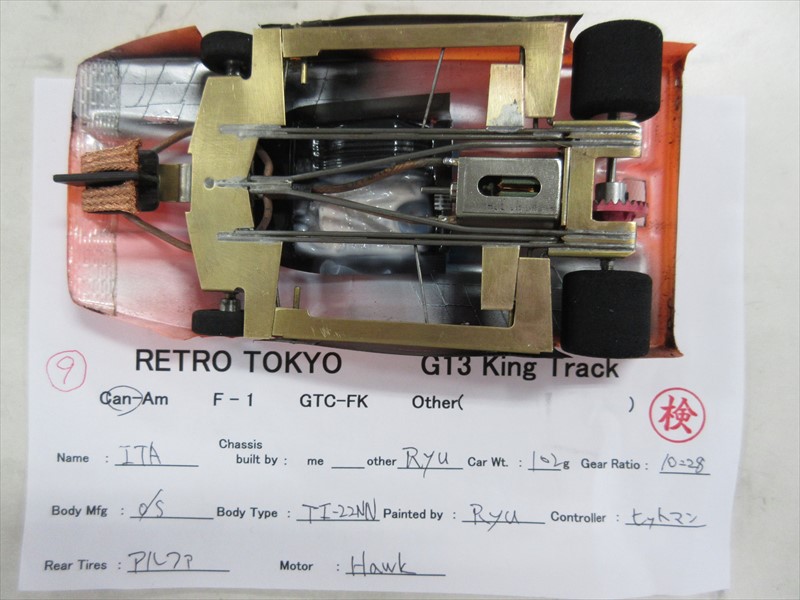 RETRO TOKYO G13 King Track
9
Can-Am F-1 GTC-FK Other( )
検
Name : ITA Chassis built by : me other Ryu Car Wt. : 102g Gear Ratio : 10=28
Body Mfg : O/S Body Type : TI-22NN Painted by : Ryu Controller : ヒットマン
Rear Tires : アルファ Motor : Hawk